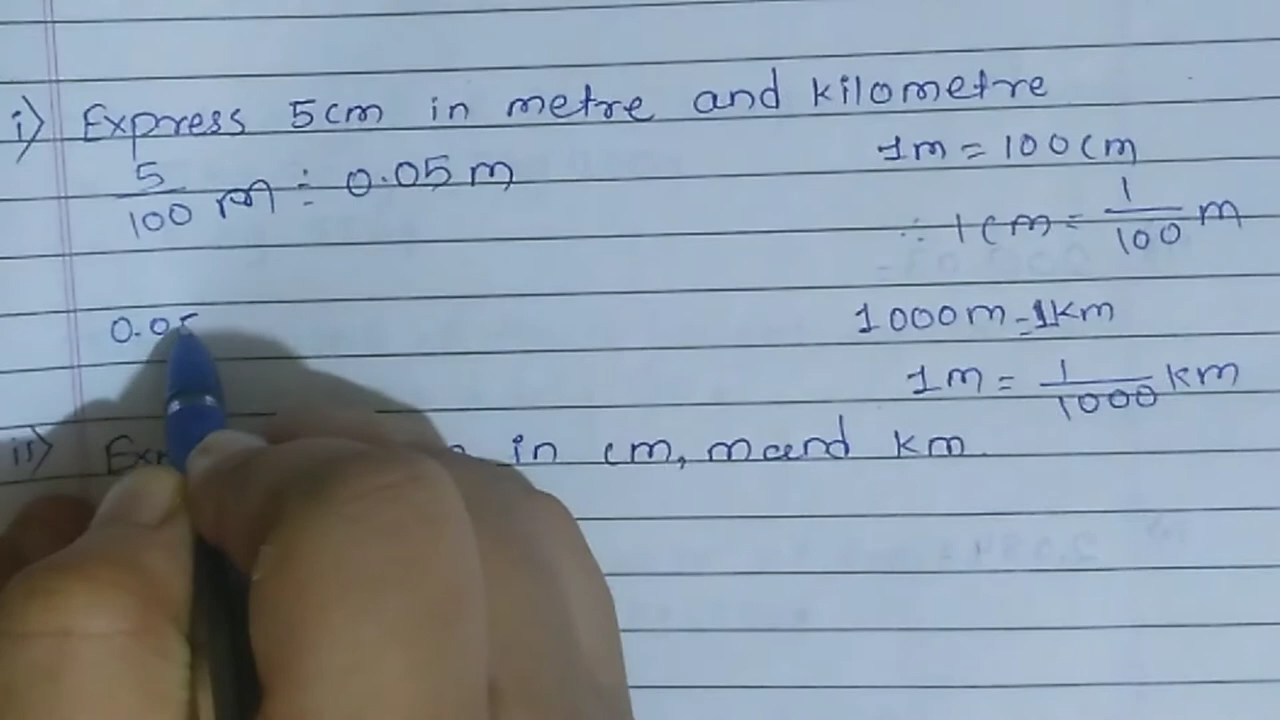 i) Express 5cm in metre and kilometre
5/100 m = 0.05m
1m = 100cm
∴ 1cm = 1/100 m
0.05
1000m = 1km
1m = 1/1000 km
ii) in cm, m and km